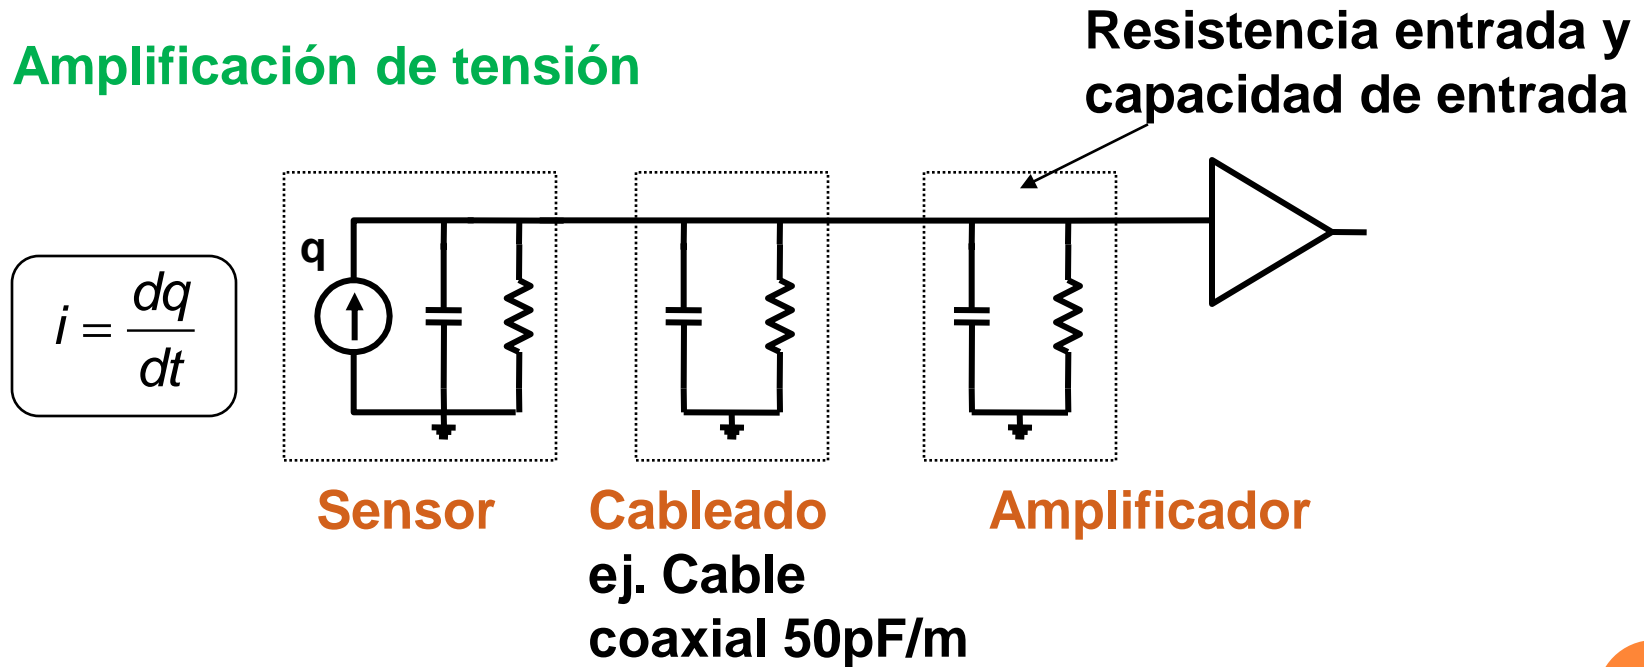 Amplificación de tensión
Resistencia entrada y
capacidad de entrada
q
i = dq/dt
Sensor
Cableado
Amplificador
ej. Cable
coaxial 50pF/m